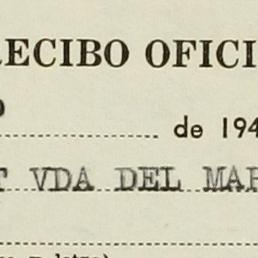 RECIBO OFICI
de 194
T VDA DEL MAR